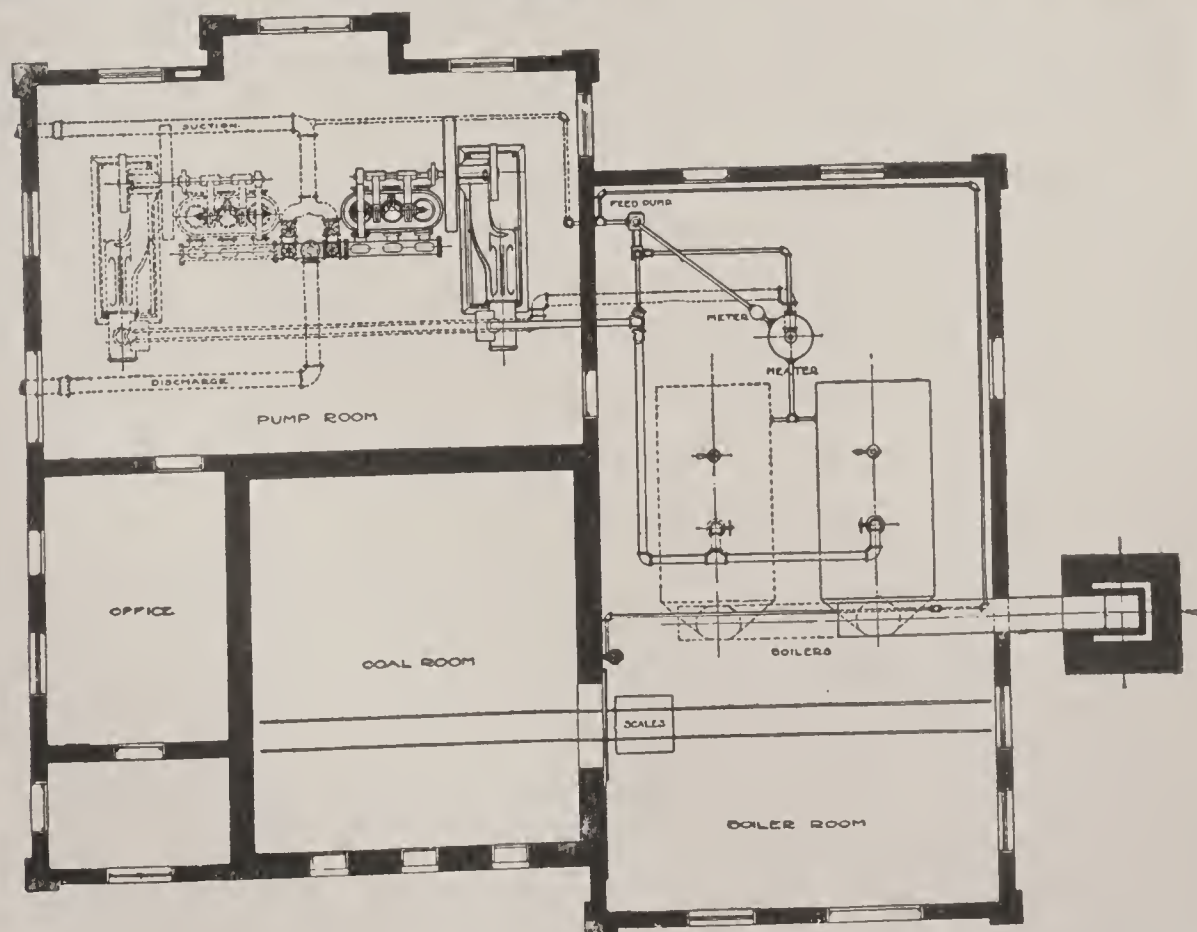 SUCTION
FEED PUMP
METER
HEATER
DISCHARGE
PUMP ROOM
OFFICE
COAL ROOM
BOILERS
SCALES
BOILER ROOM